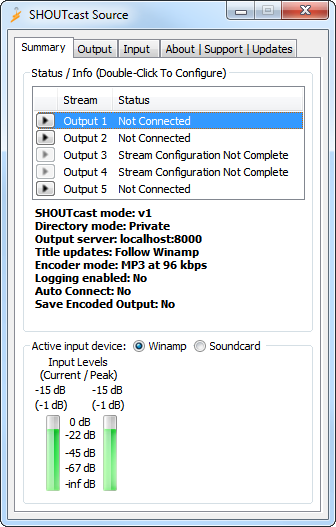 SHOUTcast Source
Summary Output Input About | Support | Updates
Status / Info (Double-Click To Configure)
Stream Status
Output 1 Not Connected
Output 2 Not Connected
Output 3 Stream Configuration Not Complete
Output 4 Stream Configuration Not Complete
Output 5 Not Connected
SHOUTcast mode: v1
Directory mode: Private
Output server: localhost:8000
Title updates: Follow Winamp
Encoder mode: MP3 at 96 kbps
Logging enabled: No
Auto Connect: No
Save Encoded Output: No
Active input device: Winamp Soundcard
Input Levels
(Current / Peak)
-15 dB -15 dB
(-1 dB) (-1 dB)
0 dB
-22 dB
-45 dB
-67 dB
-inf dB